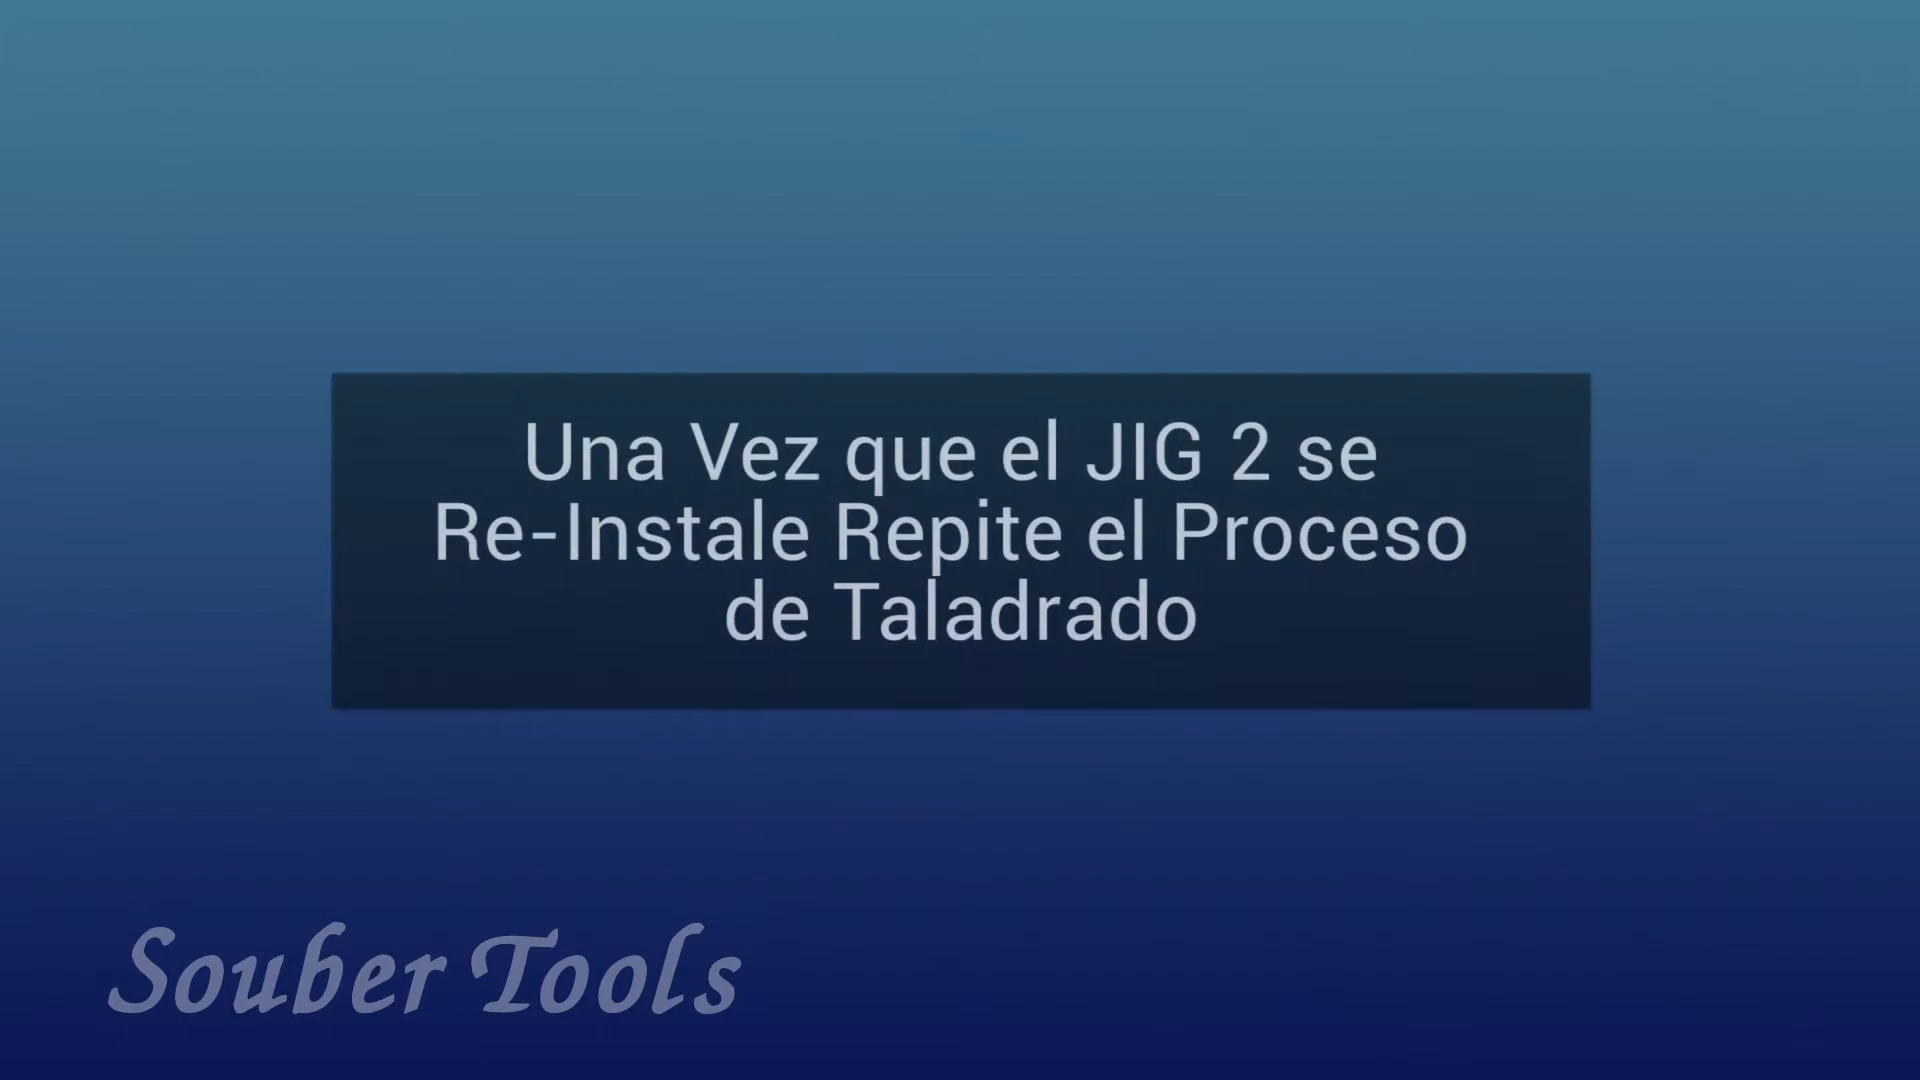 Una Vez que el JIG 2 se
Re-Instale Repite el Proceso
de Taladrado
Souber Tools